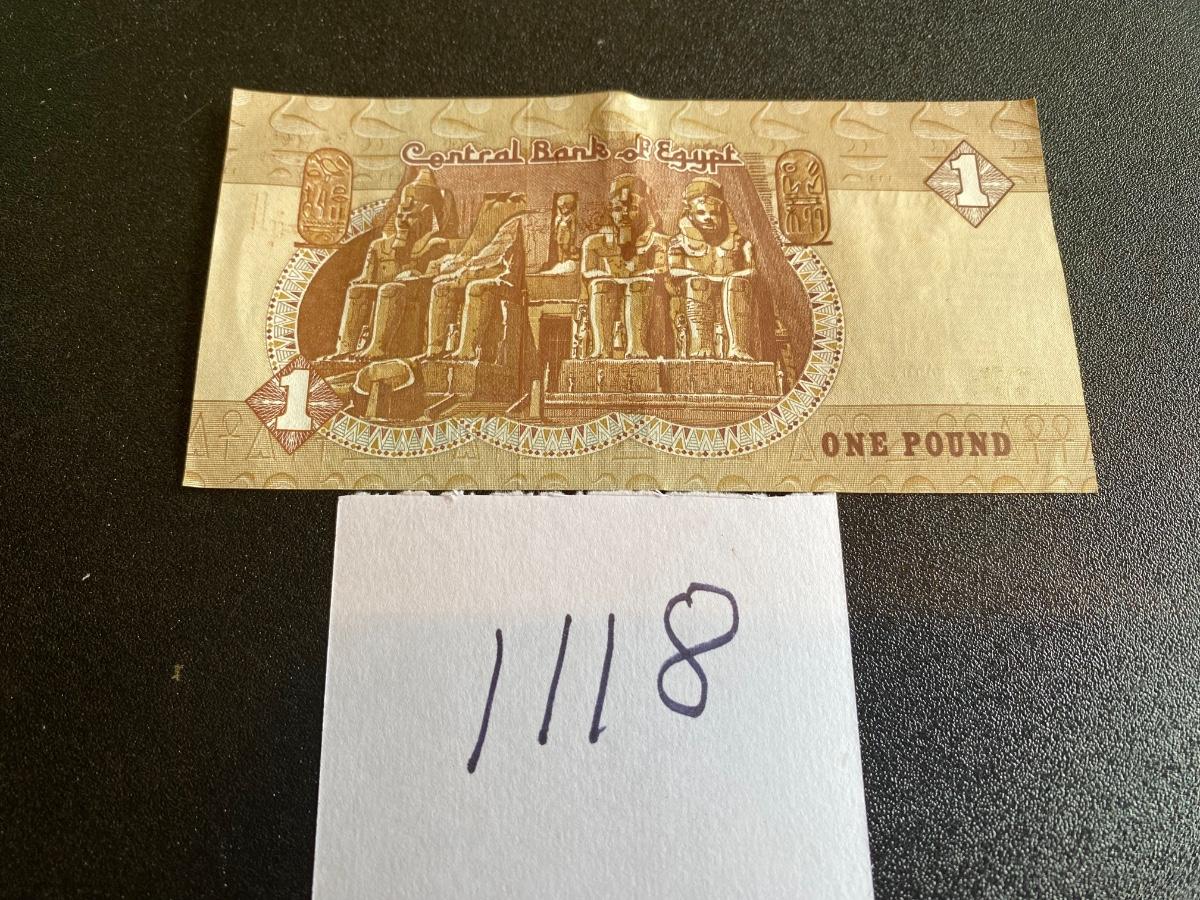 Central Bank of Egypt
1
1
ONE POUND
1118